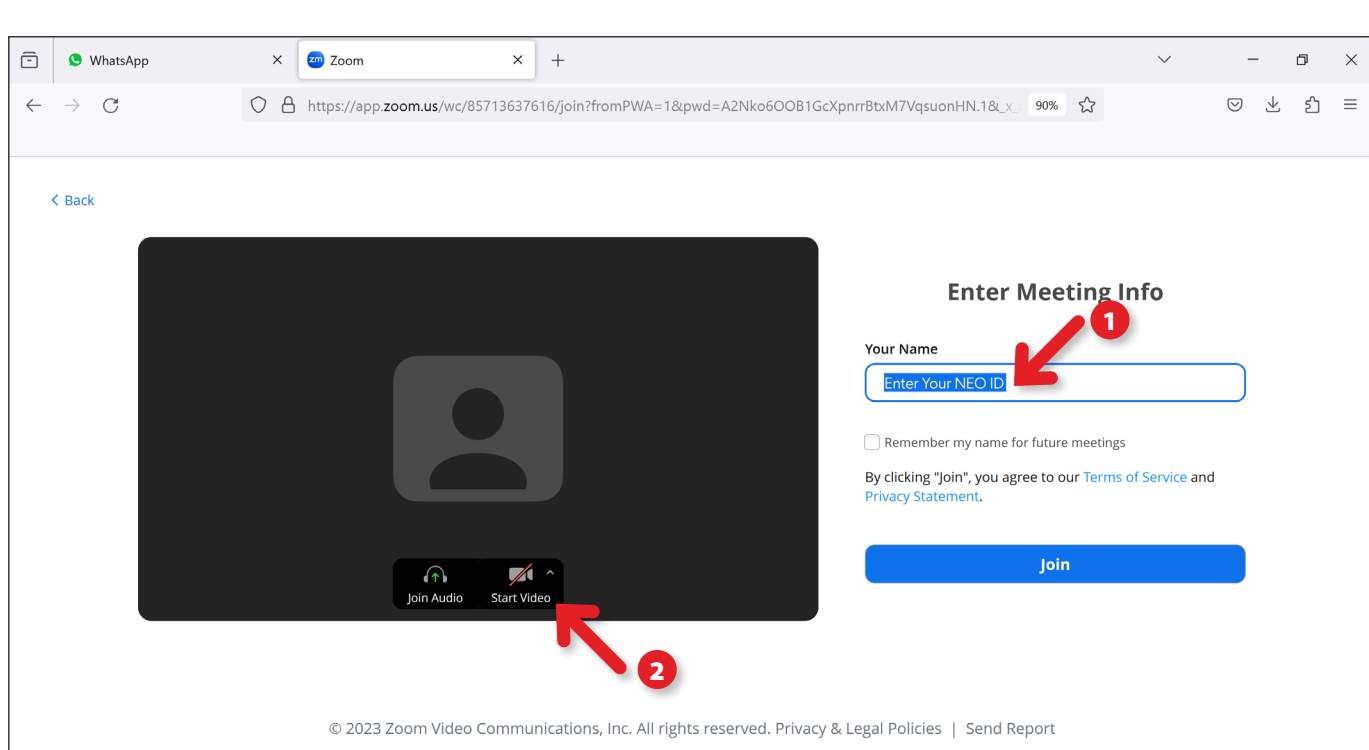 WhatsApp
zm Zoom
https://app.zoom.us/wc/85713637616/join?fromPWA=1&pwd=A2Nko6OOB1GcXpnrrBtxM7VqsuonHN.1&_x_ 90%
Back
Enter Meeting Info
1
Your Name
Enter Your NEO ID
Remember my name for future meetings
By clicking "Join", you agree to our Terms of Service and
Privacy Statement.
Join
Join Audio Start Video
2
© 2023 Zoom Video Communications, Inc. All rights reserved. Privacy & Legal Policies | Send Report